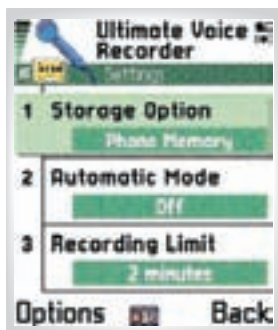 Ultimate Voice
Recorder
Settings
1 Storage Option
Phone Memory
2 Automatic Mode
Off
3 Recording Limit
2 minutes
Options Back